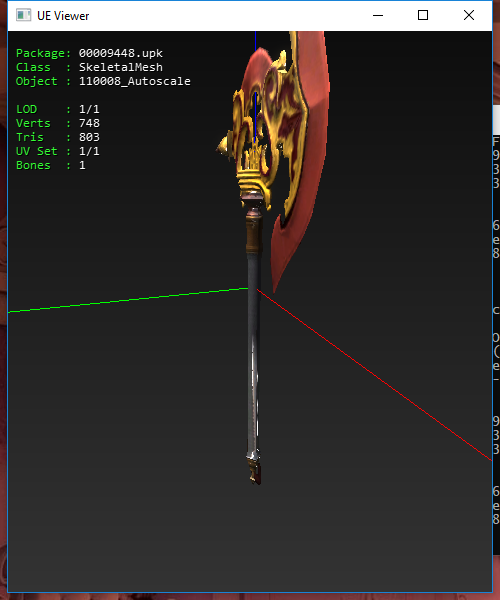 UE Viewer
Package: 00009448.upk
Class : SkeletalMesh
Object : 110008_Autoscale
LOD : 1/1
Verts : 748
Tris : 803
UV Set : 1/1
Bones : 1